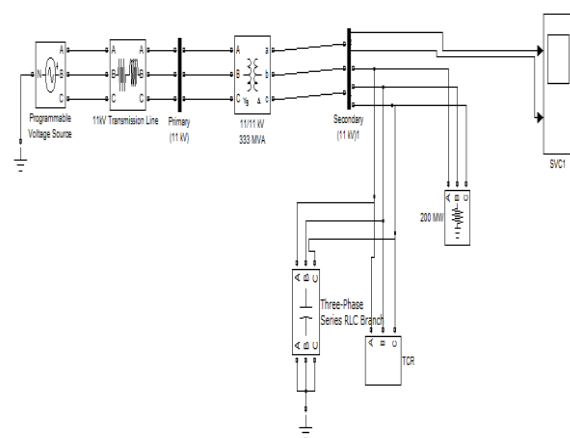 A A A A A a
N B B B B b
C C C C C c
+
Yg Δ
Programmable
Voltage Source
11kV Transmission Line
Primary
(11 kV)
11/11 kV
333 MVA
Secondary
(11 kV)1
SVC1
A B C
200 MW
A B C
Three-Phase
Series RLC Branch
A B C
A B C
TCR